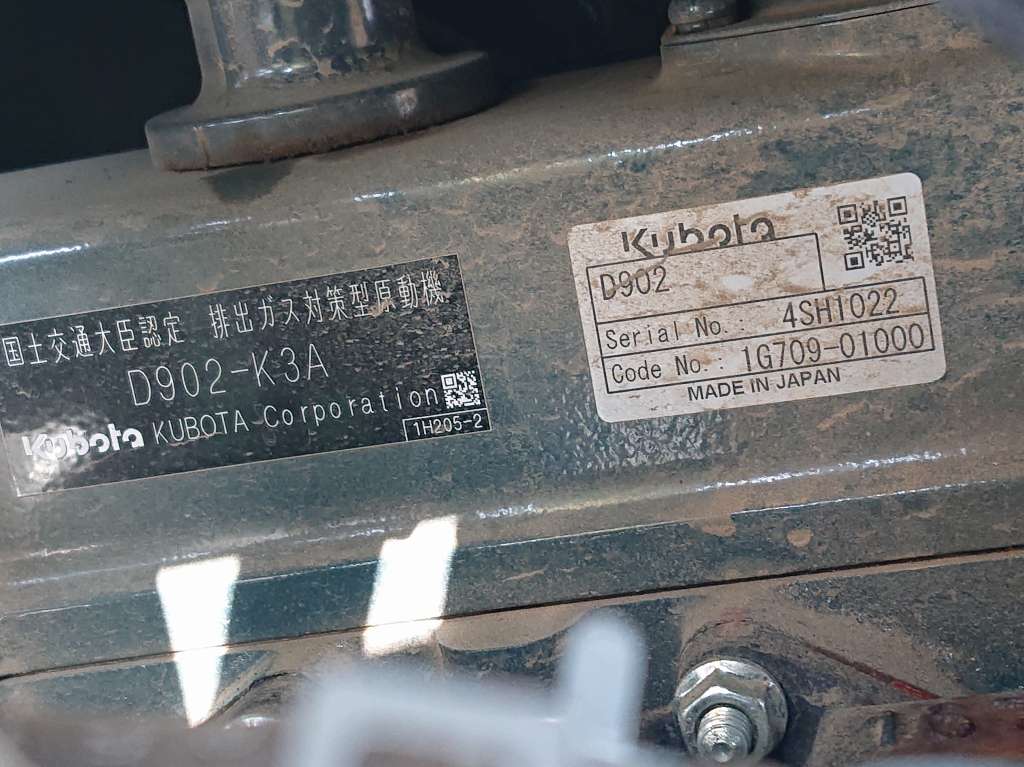 国土交通大臣認定 排出ガス対策型原動機
D902-K3A
Kubota KUBOTA Corporation
1H205-2
Kubota
D902
Serial No.: 4SH1022
Code No.: 1G709-01000
MADE IN JAPAN